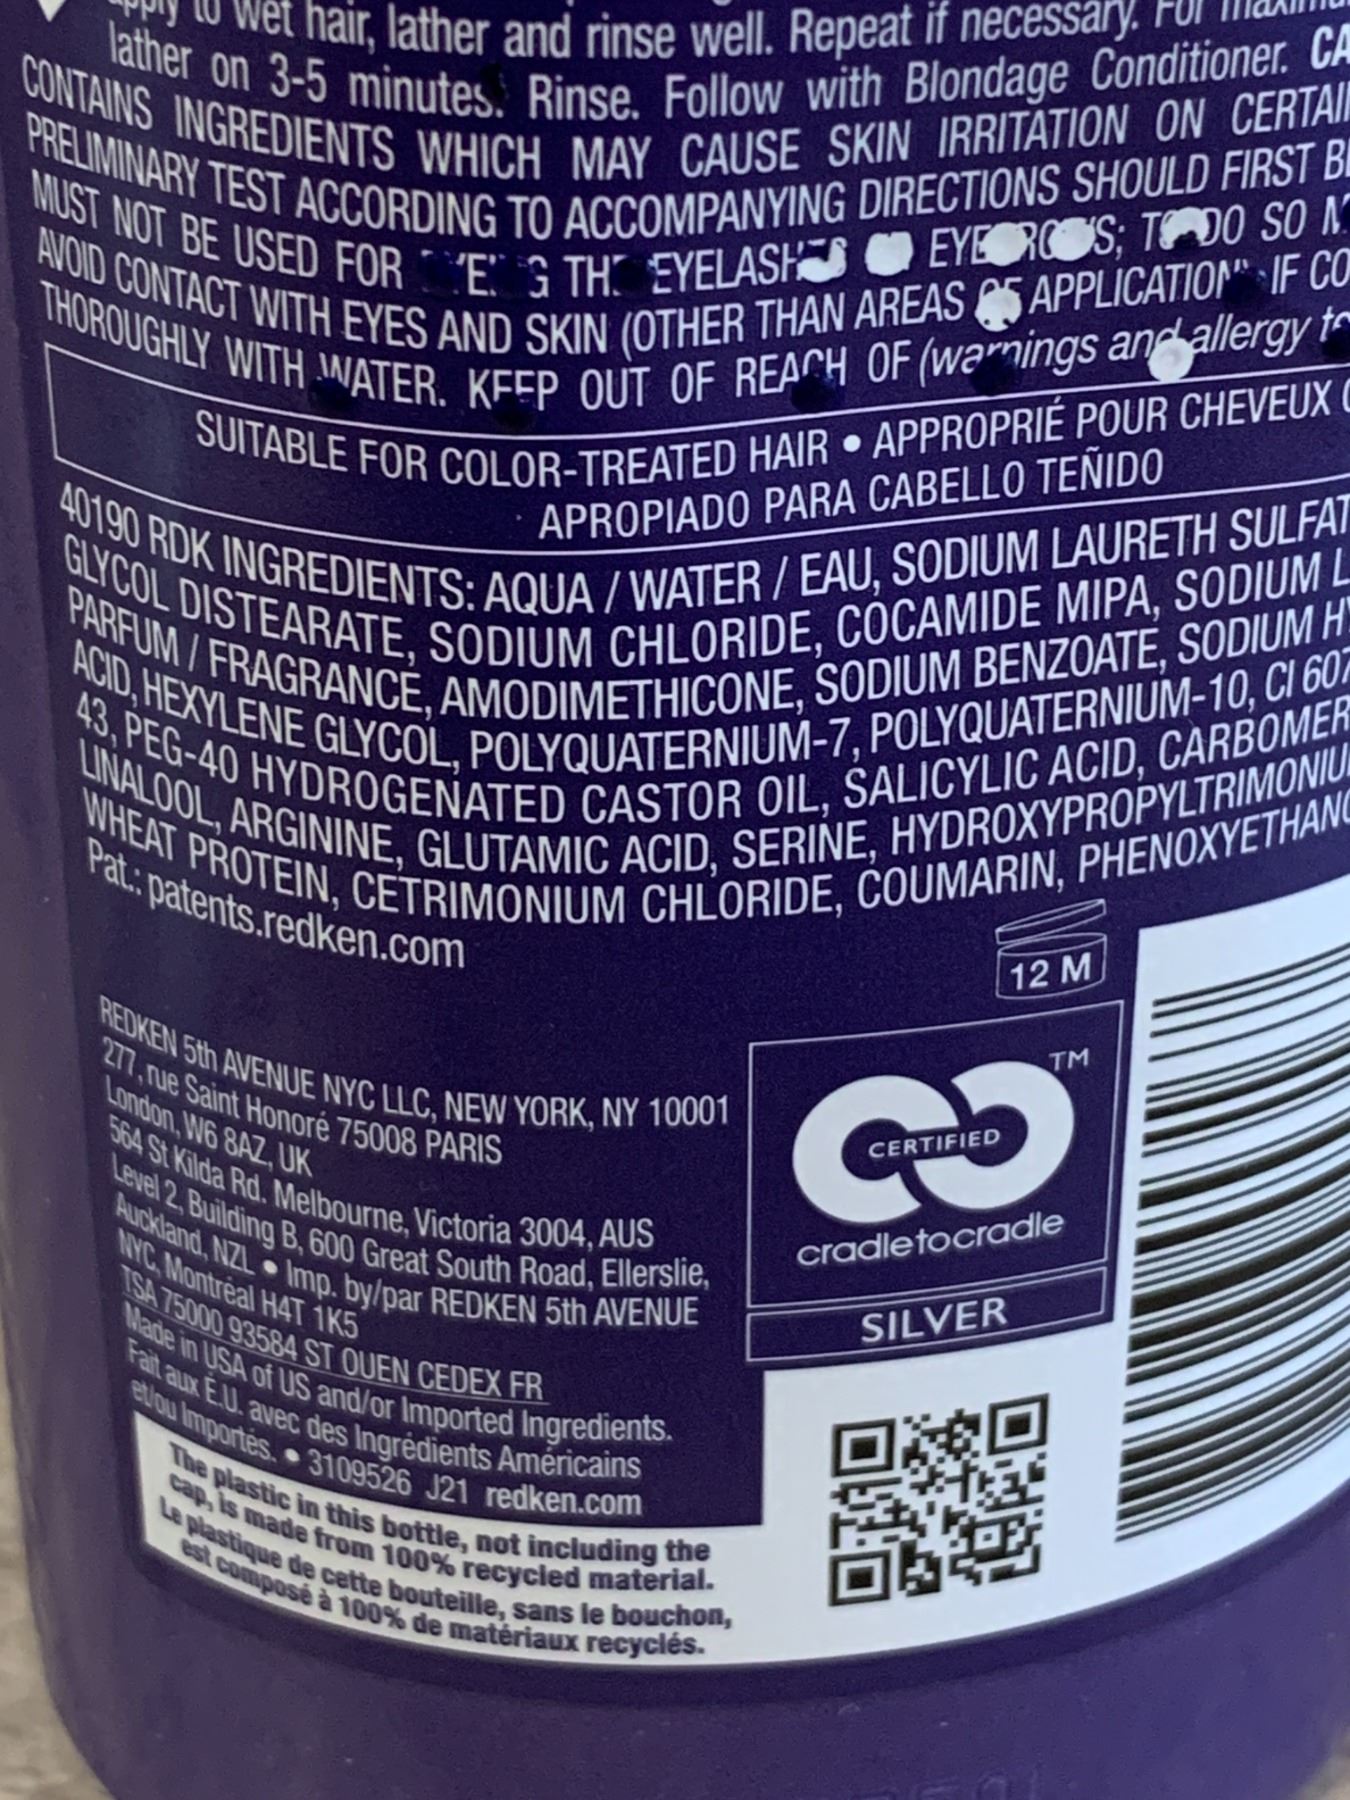 to wet hair, lather and rinse well. Repeat if necessary. For
lather on 3-5 minutes. Rinse. Follow with Blondage Conditioner.
CONTAINS INGREDIENTS WHICH MAY CAUSE SKIN IRRITATION ON
PRELIMINARY TEST ACCORDING TO ACCOMPANYING DIRECTIONS SHOULD FIRST
MUST NOT BE USED FOR THE EYELASHES EYEBROWS; TO DO SO
AVOID CONTACT WITH EYES AND SKIN (OTHER THAN AREAS OF APPLICATION IF
THOROUGHLY WITH WATER. KEEP OUT OF REACH OF (warnings and allergy
SUITABLE FOR COLOR-TREATED HAIR • APPROPRIÉ POUR CHEVEUX
APROPIADO PARA CABELLO TEÑIDO
40190 RDK INGREDIENTS: AQUA / WATER / EAU, SODIUM LAURETH
GLYCOL DISTEARATE, SODIUM CHLORIDE, COCAMIDE MIPA, SODIUM
PARFUM / FRAGRANCE, AMODIMETHICONE, SODIUM BENZOATE, SODIUM
ACID, HEXYLENE GLYCOL, POLYQUATERNIUM-7, POLYQUATERNIUM-10, CI
43, PEG-40 HYDROGENATED CASTOR OIL, SALICYLIC ACID, CARBOMER
LINALOOL, ARGININE, GLUTAMIC ACID, SERINE,
WHEAT PROTEIN, CETRIMONIUM CHLORIDE, COUMARIN,
Pat.: patents.redken.com
12 M
REDKEN 5th AVENUE NYC LLC, NEW YORK, NY 10001
277, rue Saint Honoré 75008 PARIS
London, W6 8AZ, UK
564 St Kilda Rd. Melbourne, Victoria 3004, AUS
Level 2, Building B, 600 Great South Road, Ellerslie,
Auckland, NZL • Imp. by/par REDKEN 5th AVENUE
NYC, Montréal H4T 1K5
TSA 75000 93584 ST OUEN CEDEX FR
Made in USA of US and/or Imported Ingredients.
Fait aux É.U. avec des Ingrédients Américains
et/ou Importés. • 3109526 J21 redken.com
TM
CERTIFIED
cradletocradle
SILVER
The plastic in this bottle, not including the
cap, is made from 100% recycled material.
Le plastique de cette bouteille, sans le bouchon,
est composé à 100% de matériaux recyclés.